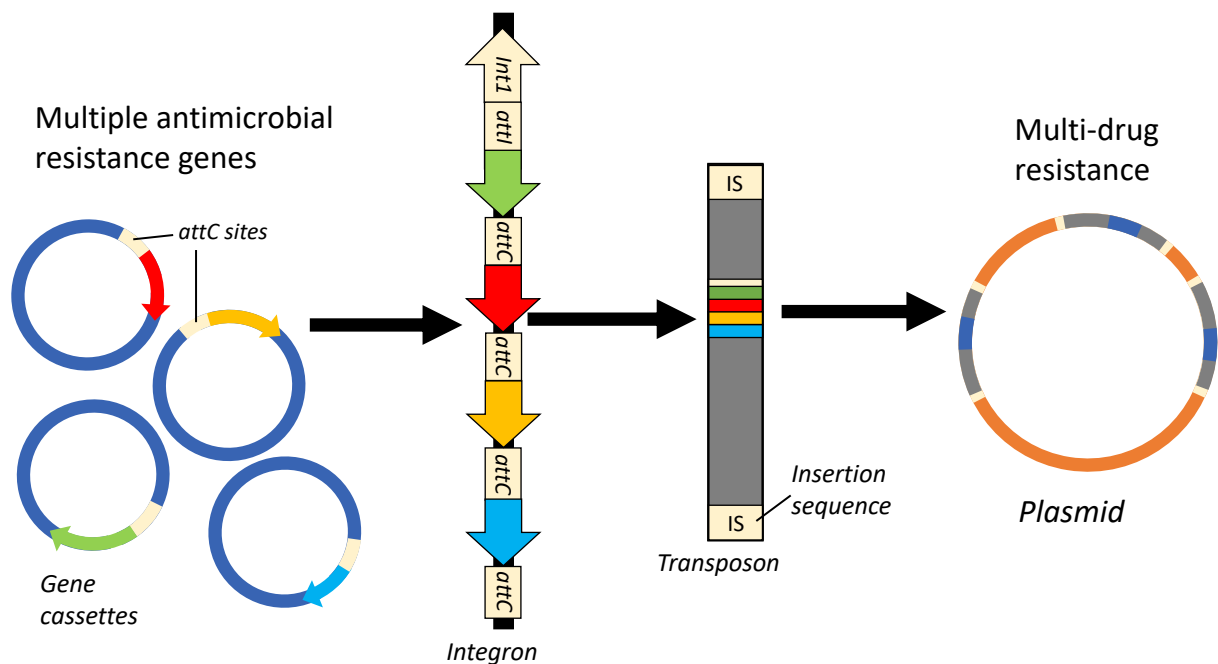 Multiple antimicrobial
resistance genes
attC sites
Gene
cassettes
Int1
attI
attC
attC
attC
attC
Integron
IS
IS
Insertion
sequence
Transposon
Multi-drug
resistance
Plasmid